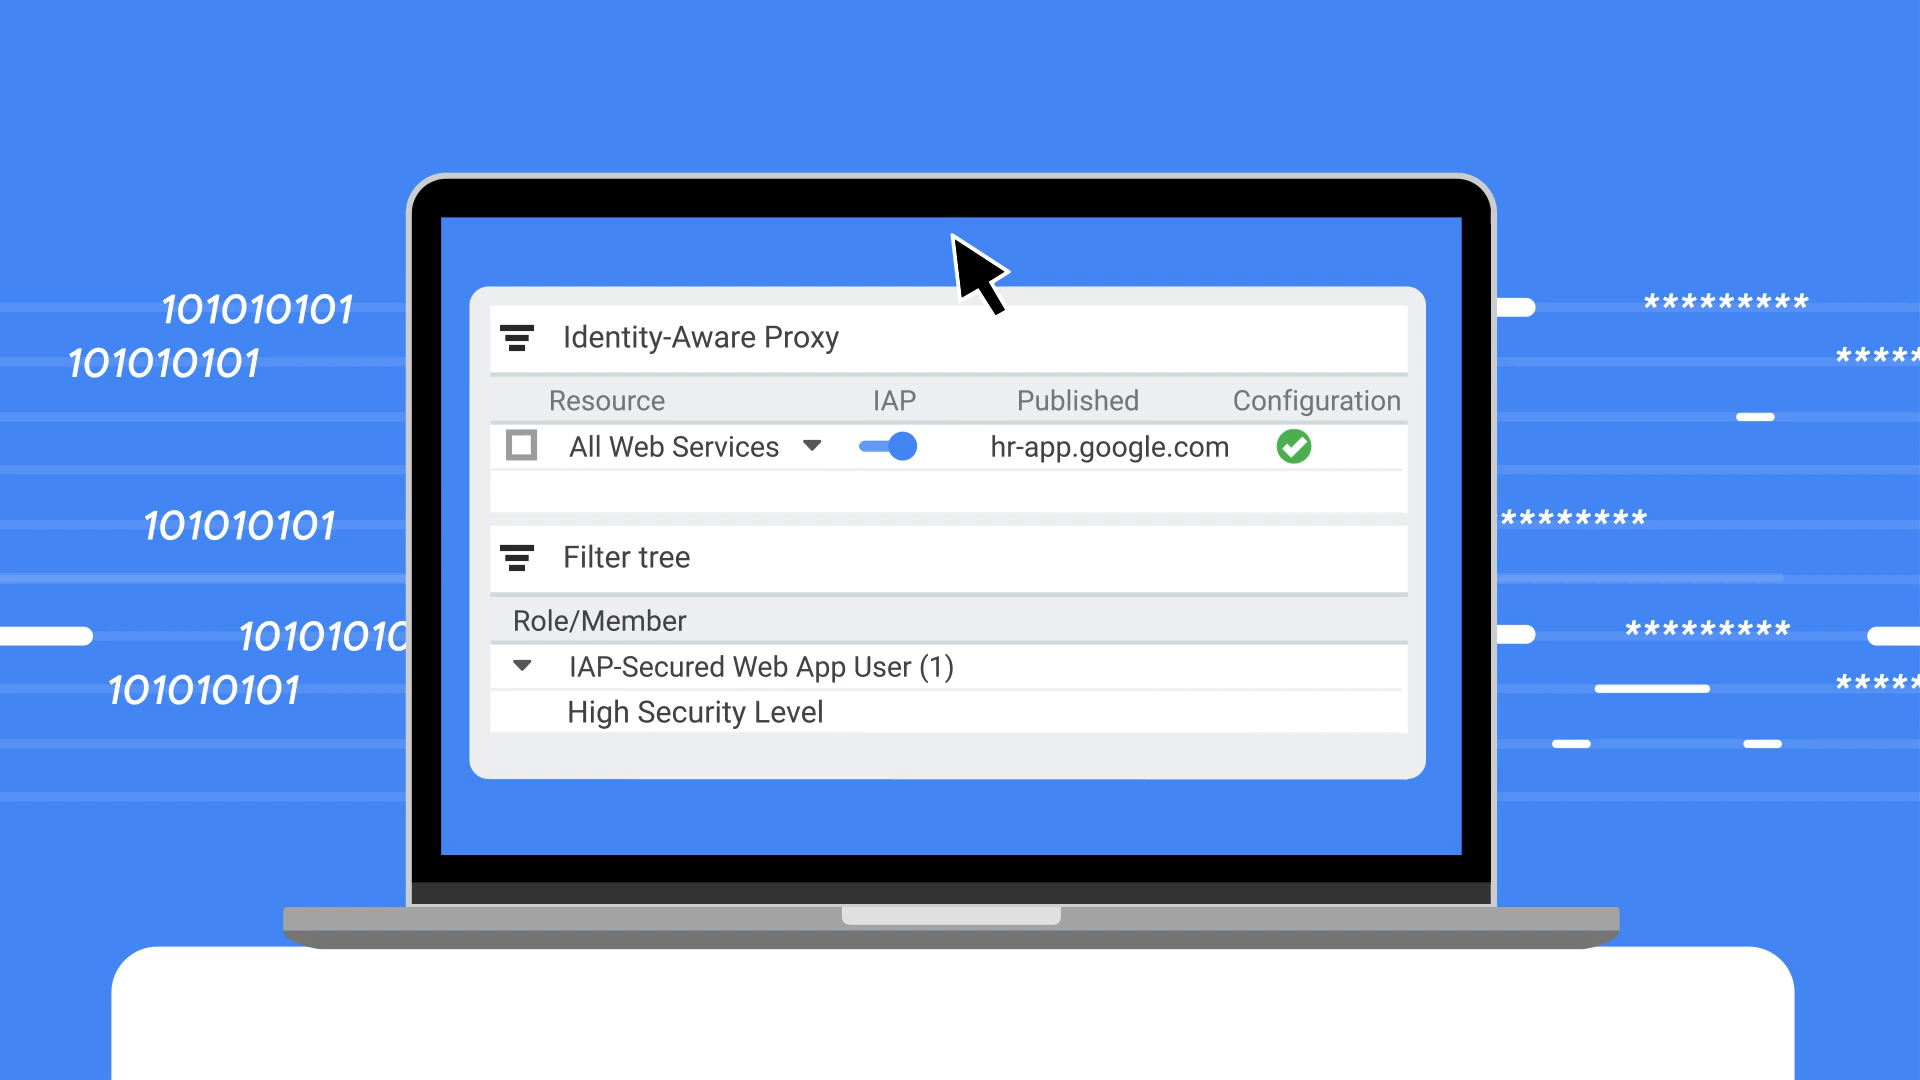 101010101
101010101
101010101
10101010
101010101
Identity-Aware Proxy
Resource IAP Published Configuration
All Web Services hr-app.google.com
Filter tree
Role/Member
IAP-Secured Web App User (1)
High Security Level
*********
*****
********
*********
*****